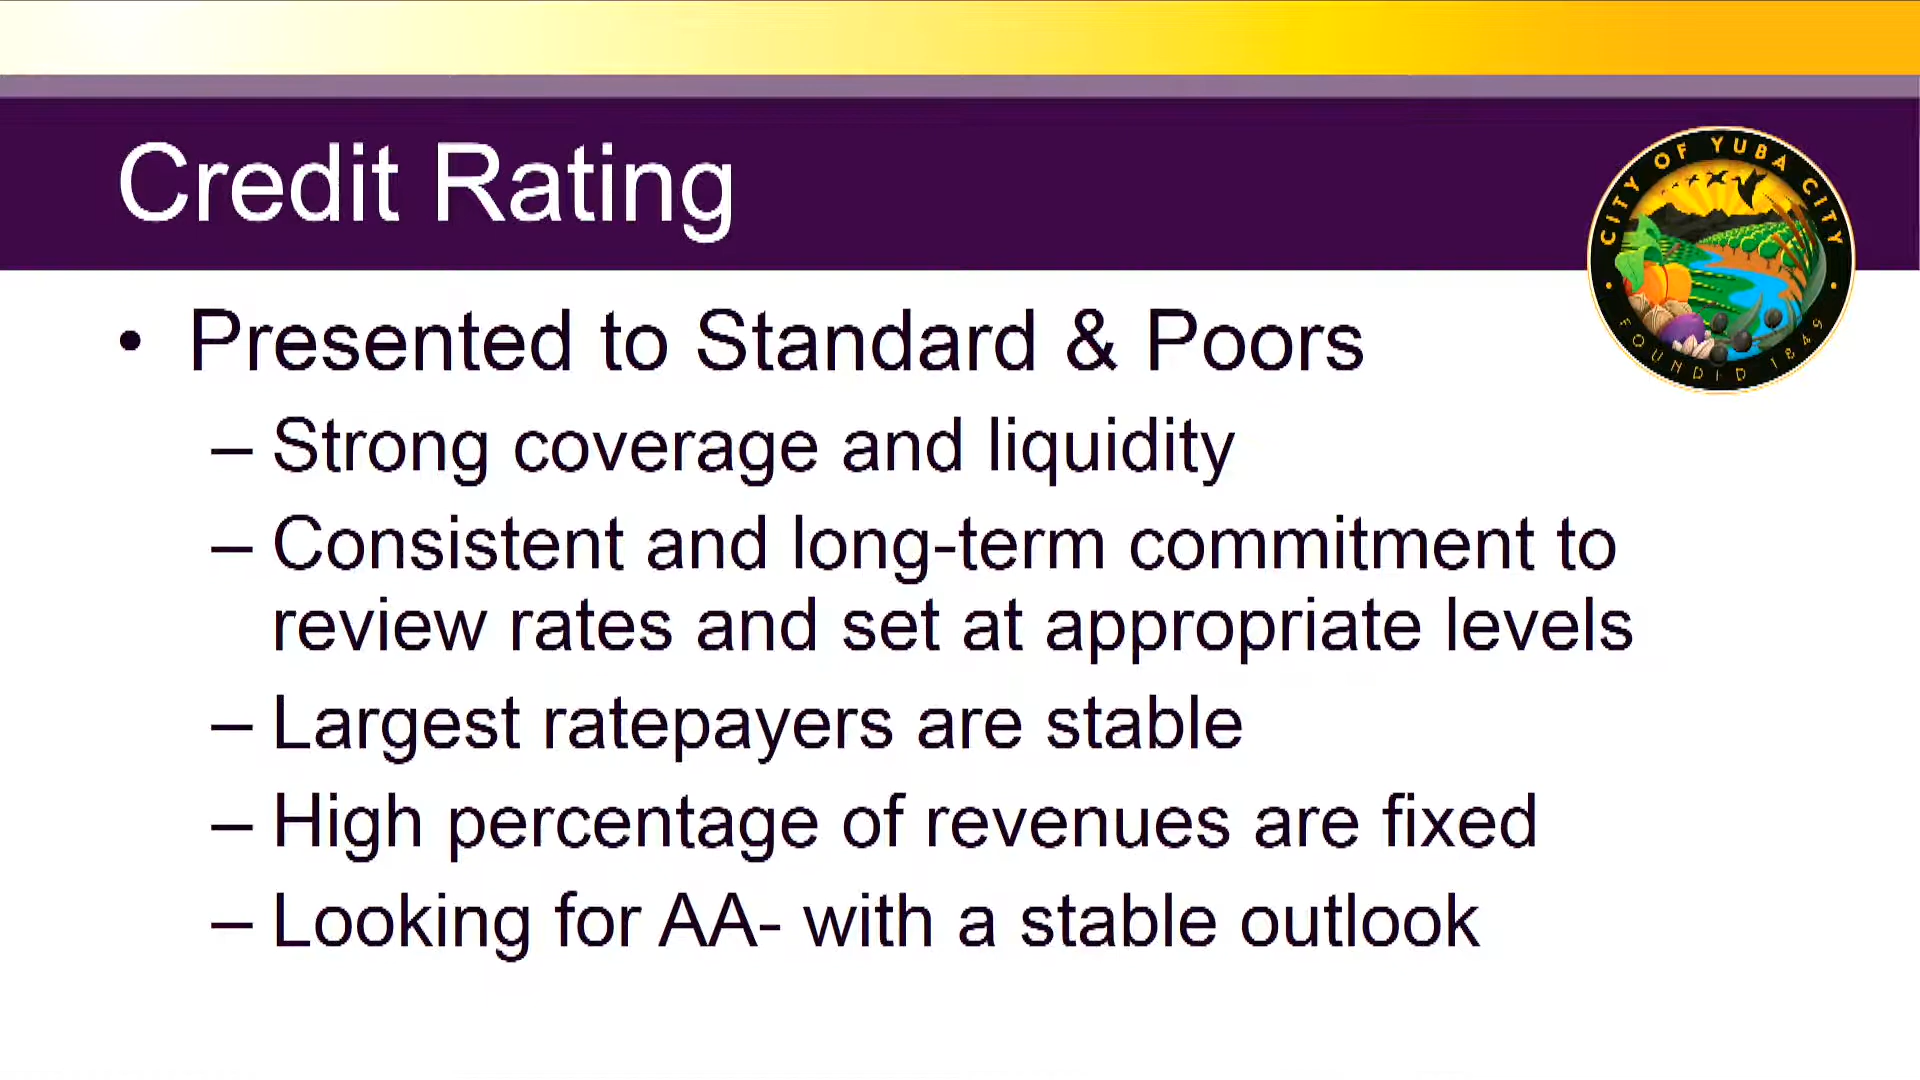 Credit Rating
CITY OF YUBA CITY
FOUNDED 1849
• Presented to Standard & Poors
– Strong coverage and liquidity
– Consistent and long-term commitment to
review rates and set at appropriate levels
– Largest ratepayers are stable
– High percentage of revenues are fixed
– Looking for AA- with a stable outlook